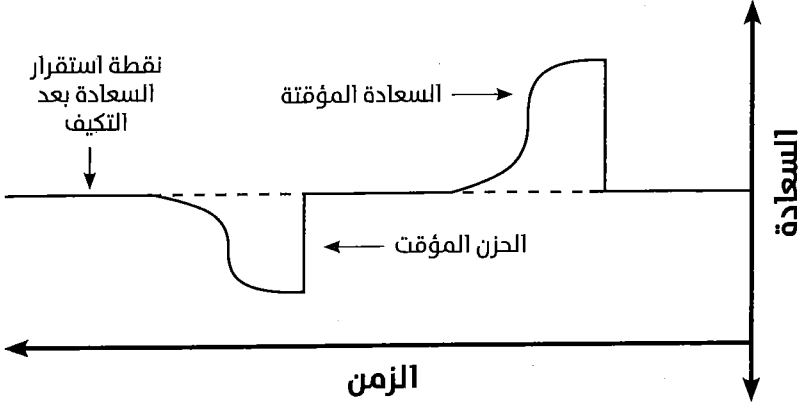 نقطة استقرار
السعادة بعد
التكيف
السعادة المؤقتة
السعادة
الحزن المؤقت
الزمن